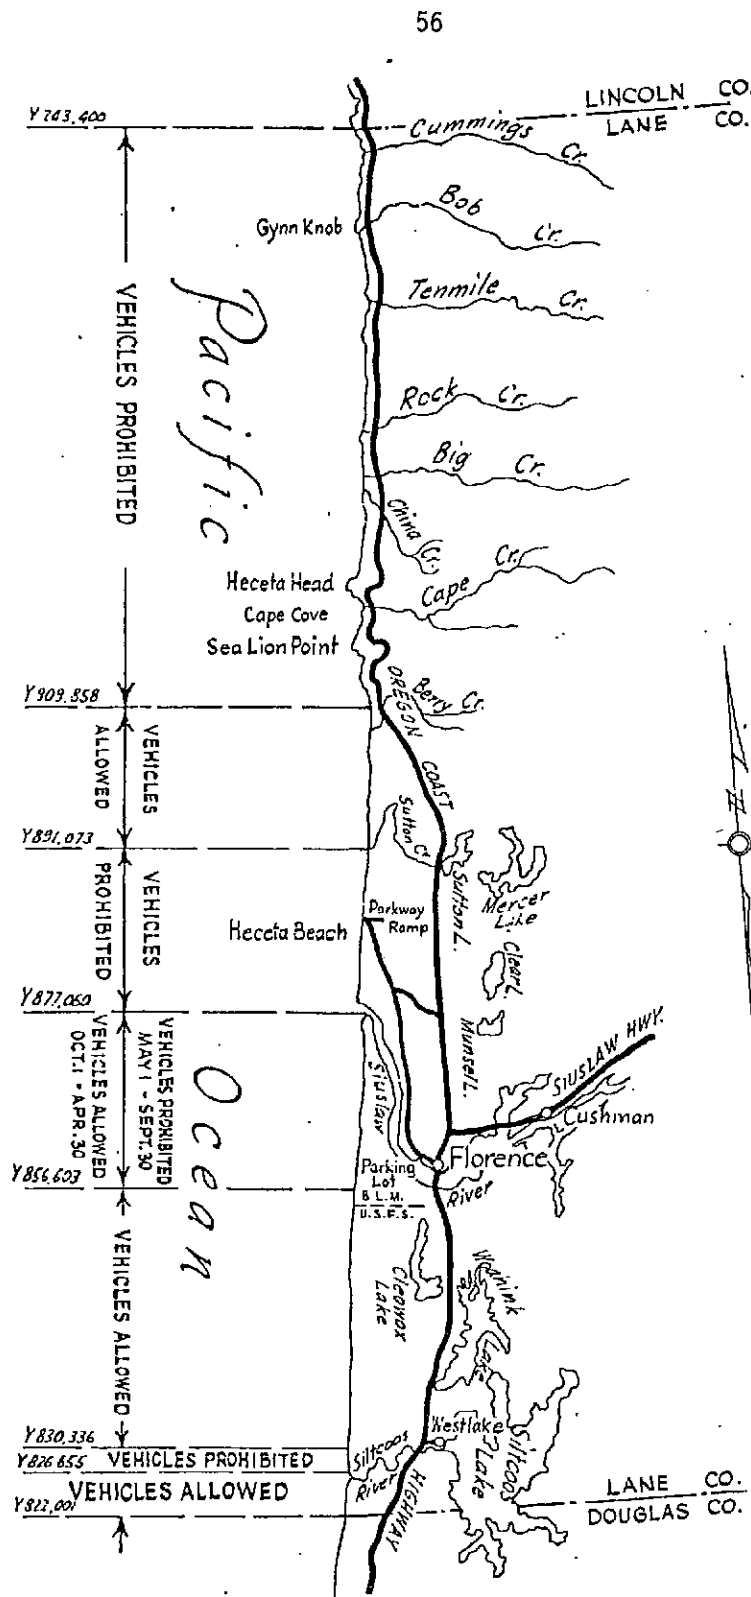 56
LINCOLN CO.
LANE CO.
Y 743,400
Cummings Cr.
Bob Cr.
Gynn Knob
Tenmile Cr.
VEHICLES PROHIBITED
Pacific
Rock Cr.
Big Cr.
China Cr.
Heceta Head
Cape Cr.
Cape Cove
Sea Lion Point
Y 909,858
OREGON
Berry Cr.
VEHICLES
ALLOWED
COAST
Sutton Cr
Y 891,073
Sutton L.
Mercer
Lake
VEHICLES
PROHIBITED
Parkway
Ramp
Heceta Beach
Clear L.
Y 877,060
Munsel L.
SIUSLAW HWY.
VEHICLES PROHIBITED
MAY 1 - SEPT. 30
VEHICLES ALLOWED
OCT. 1 - APR. 30
Ocean
Siuslaw
Cushman
Florence
Parking
Lot
B.L.M.
U.S.F.S.
River
Y 856,603
VEHICLES ALLOWED
Cleowox
Lake
Woahink
Lake
Y 830,336
Siltcoos
Westlake
Siltcoos
Lake
Y 826,655
VEHICLES PROHIBITED
River
VEHICLES ALLOWED
HIGHWAY
LANE CO.
DOUGLAS CO.
Y 822,001